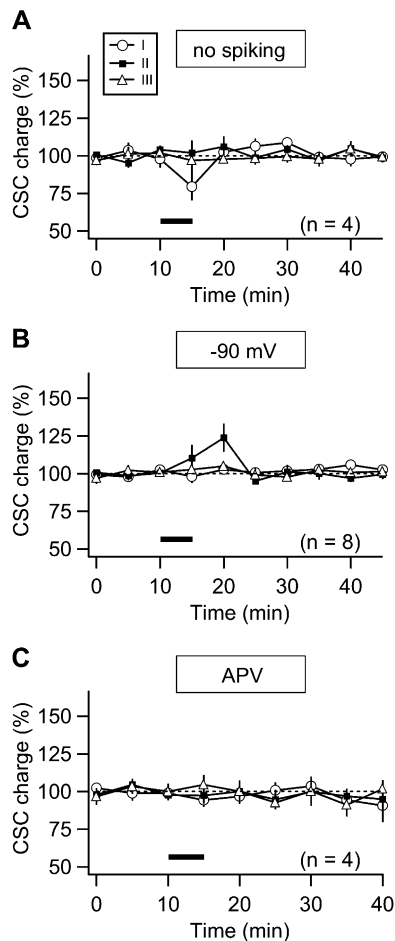 A
I
II
III
no spiking
150
125
100
75
50
CSC charge (%)
(n = 4)
0 10 20 30 40
Time (min)
B
-90 mV
150
125
100
75
50
CSC charge (%)
(n = 8)
0 10 20 30 40
Time (min)
C
APV
150
125
100
75
50
CSC charge (%)
(n = 4)
0 10 20 30 40
Time (min)